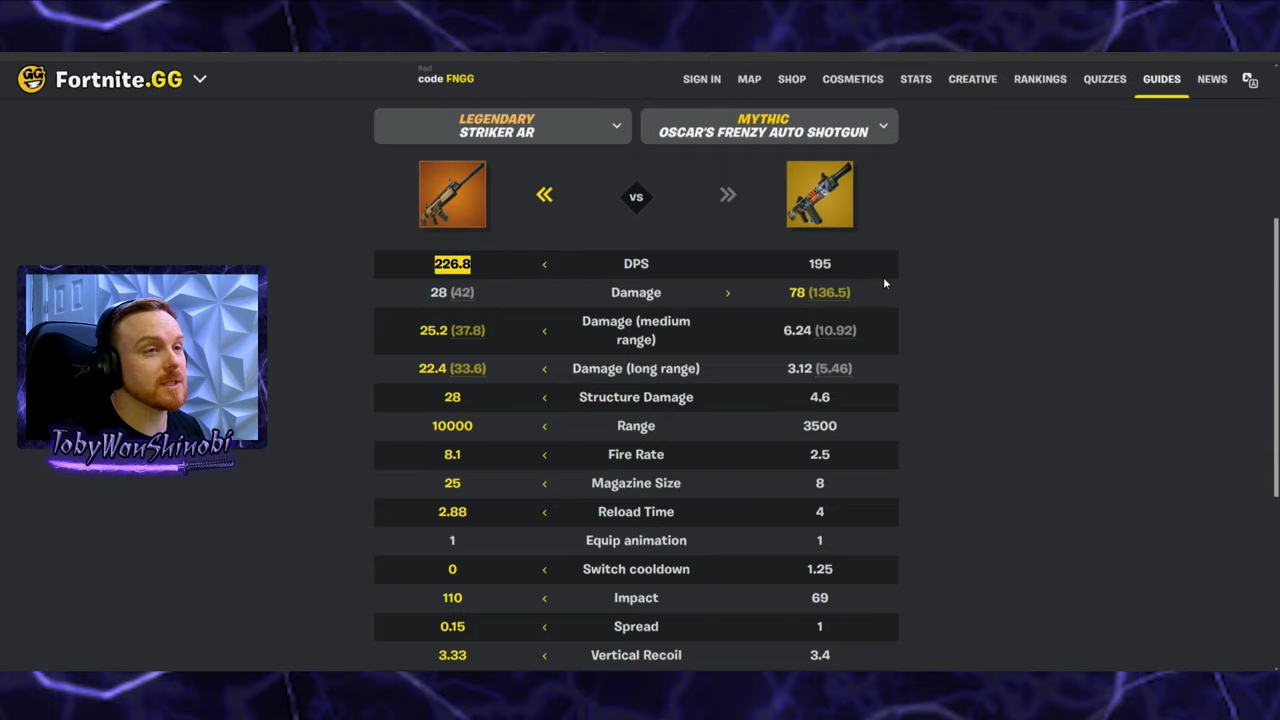 GG
Fortnite.GG
#ad
code FNGG
SIGN IN MAP SHOP COSMETICS STATS CREATIVE RANKINGS QUIZZES GUIDES NEWS
LEGENDARY
STRIKER AR
MYTHIC
OSCAR'S FRENZY AUTO SHOTGUN
VS
226.8 < DPS 195
28 (42) Damage > 78 (136.5)
25.2 (37.8) < Damage (medium range) 6.24 (10.92)
22.4 (33.6) < Damage (long range) 3.12 (5.46)
28 < Structure Damage 4.6
10000 < Range 3500
8.1 < Fire Rate 2.5
25 < Magazine Size 8
2.88 < Reload Time 4
1 Equip animation 1
0 < Switch cooldown 1.25
110 < Impact 69
0.15 < Spread 1
3.33 < Vertical Recoil 3.4
TobyWanShinobi